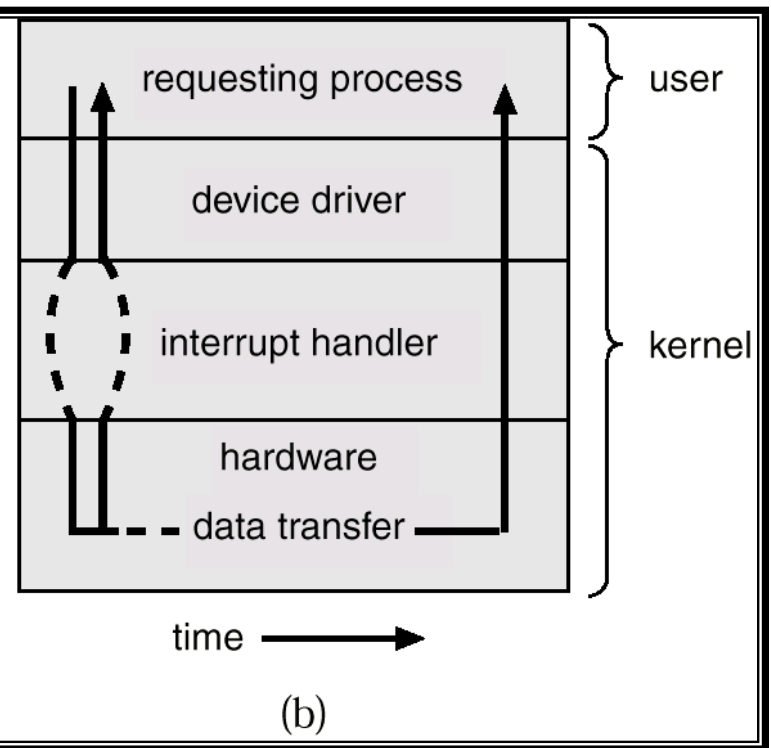 requesting process
user
device driver
interrupt handler
kernel
hardware
data transfer
time
(b)